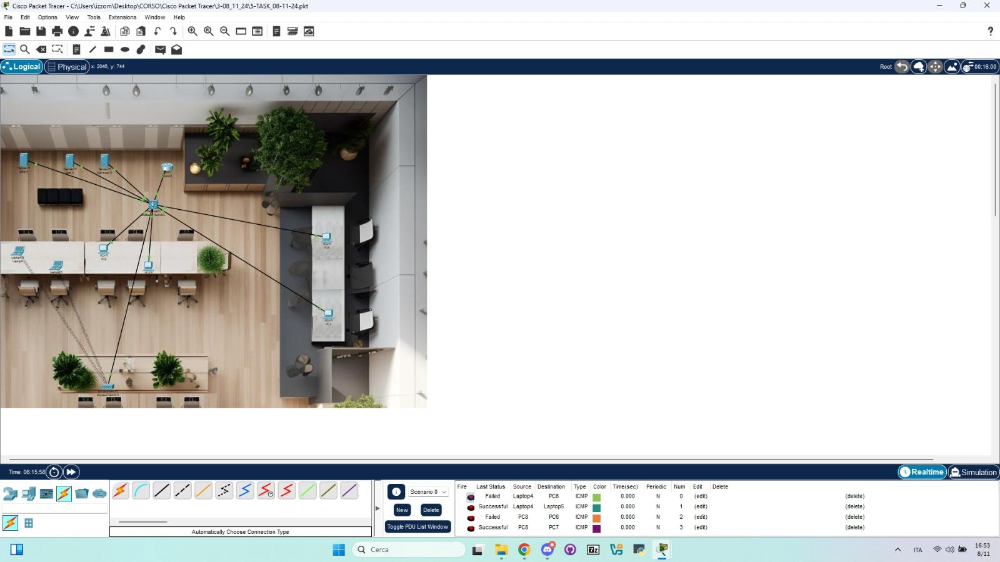 Cisco Packet Tracer - C:\Users\izzom\Desktop\CORSO\Cisco Packet Tracer\3-08_11_24\5-TASK_08-11-24.pkt
File Edit Options View Tools Extensions Window Help
Logical Physical x: 2046, y: 744 Root 00:16:00
PC8
PC9
Laptop4
PC7
Time: 06:15:58 Realtime Simulation
Scenario 0
New Delete
Toggle PDU List Window
Automatically Choose Connection Type
Fire Last Status Source Destination Type Color Time(sec) Periodic Num Edit Delete
Failed Laptop4 PC6 ICMP 0.000 N 0 (edit) (delete)
Successful Laptop4 Laptop5 ICMP 0.000 N 1 (edit) (delete)
Failed PC8 PC6 ICMP 0.000 N 2 (edit) (delete)
Successful PC8 PC7 ICMP 0.000 N 3 (edit) (delete)
Cerca
7z
ITA
16:53
8/11